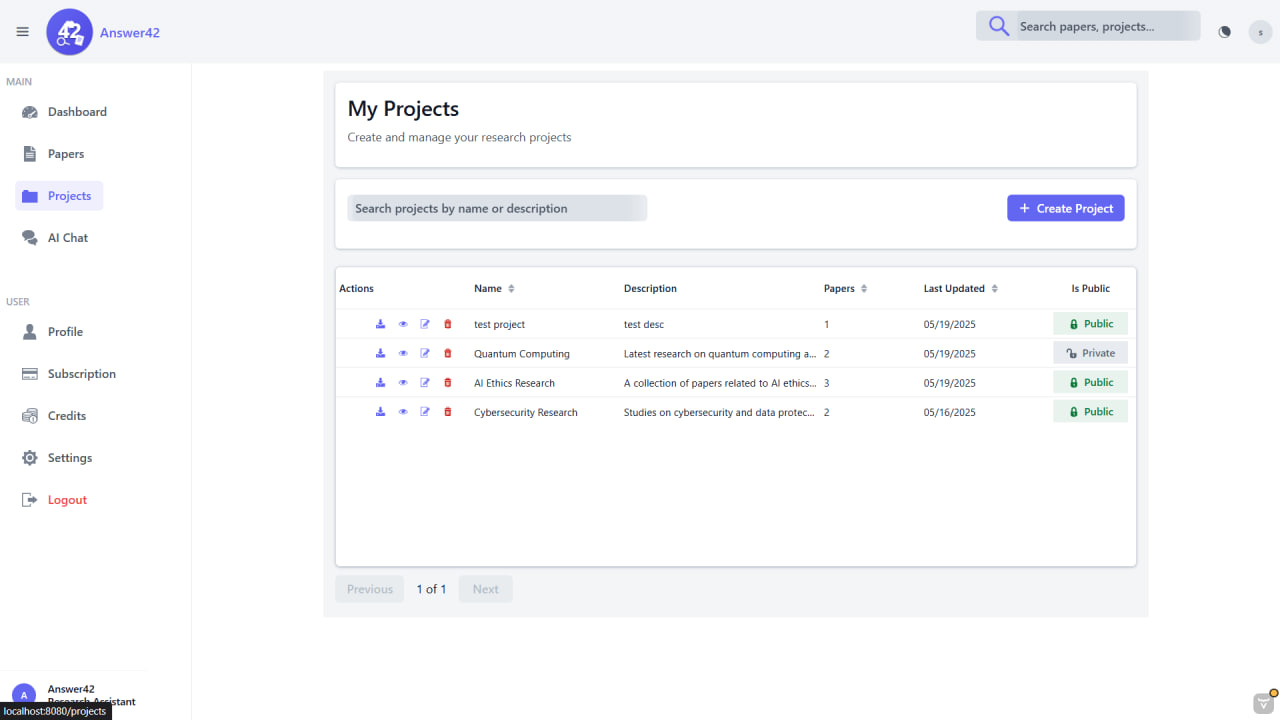 42
Answer42
Search papers, projects...
s
MAIN
Dashboard
Papers
Projects
AI Chat
USER
Profile
Subscription
Credits
Settings
Logout
My Projects
Create and manage your research projects
Search projects by name or description
+ Create Project
Actions Name Description Papers Last Updated Is Public
test project test desc 1 05/19/2025 Public
Quantum Computing Latest research on quantum computing a... 2 05/19/2025 Private
AI Ethics Research A collection of papers related to AI ethics... 3 05/19/2025 Public
Cybersecurity Research Studies on cybersecurity and data protec... 2 05/16/2025 Public
Previous 1 of 1 Next
A
Answer42
Research Assistant
localhost:8080/projects